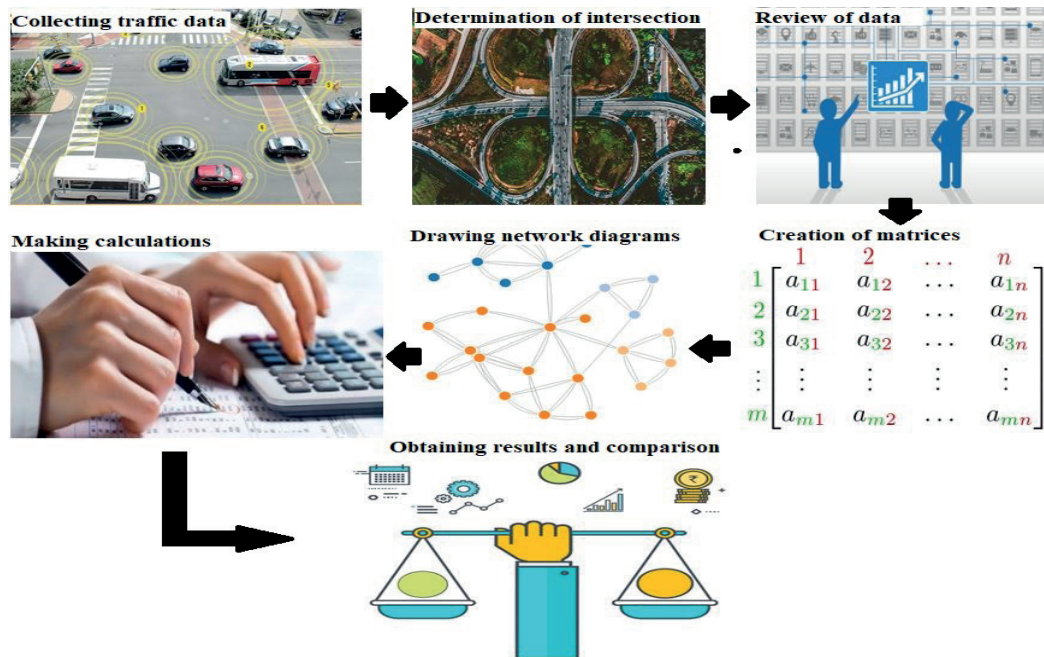 Collecting traffic data
Determination of intersection
Review of data
Creation of matrices
1 2 ... n
1 a11 a12 ... a1n
2 a21 a22 ... a2n
3 a31 a32 ... a3n
⋮ ⋮ ⋮ ⋮ ⋮
m am1 am2 ... amn
Drawing network diagrams
Making calculations
Obtaining results and comparison
₹